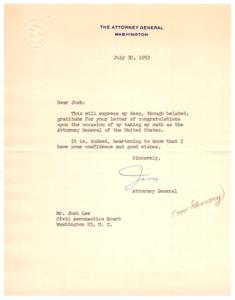 THE ATTORNEY GENERAL
WASHINGTON
July 30, 1952
Dear Josh:
This will express my deep, though belated,
gratitude for your letter of congratulations
upon the occasion of my taking my oath as the
Attorney General of the United States.
It is, indeed, heartening to know that I
have your confidence and good wishes.
Sincerely,
Jim
Attorney General
Mr. Josh Lee
Civil Aeronautics Board
Washington 25, D. C.